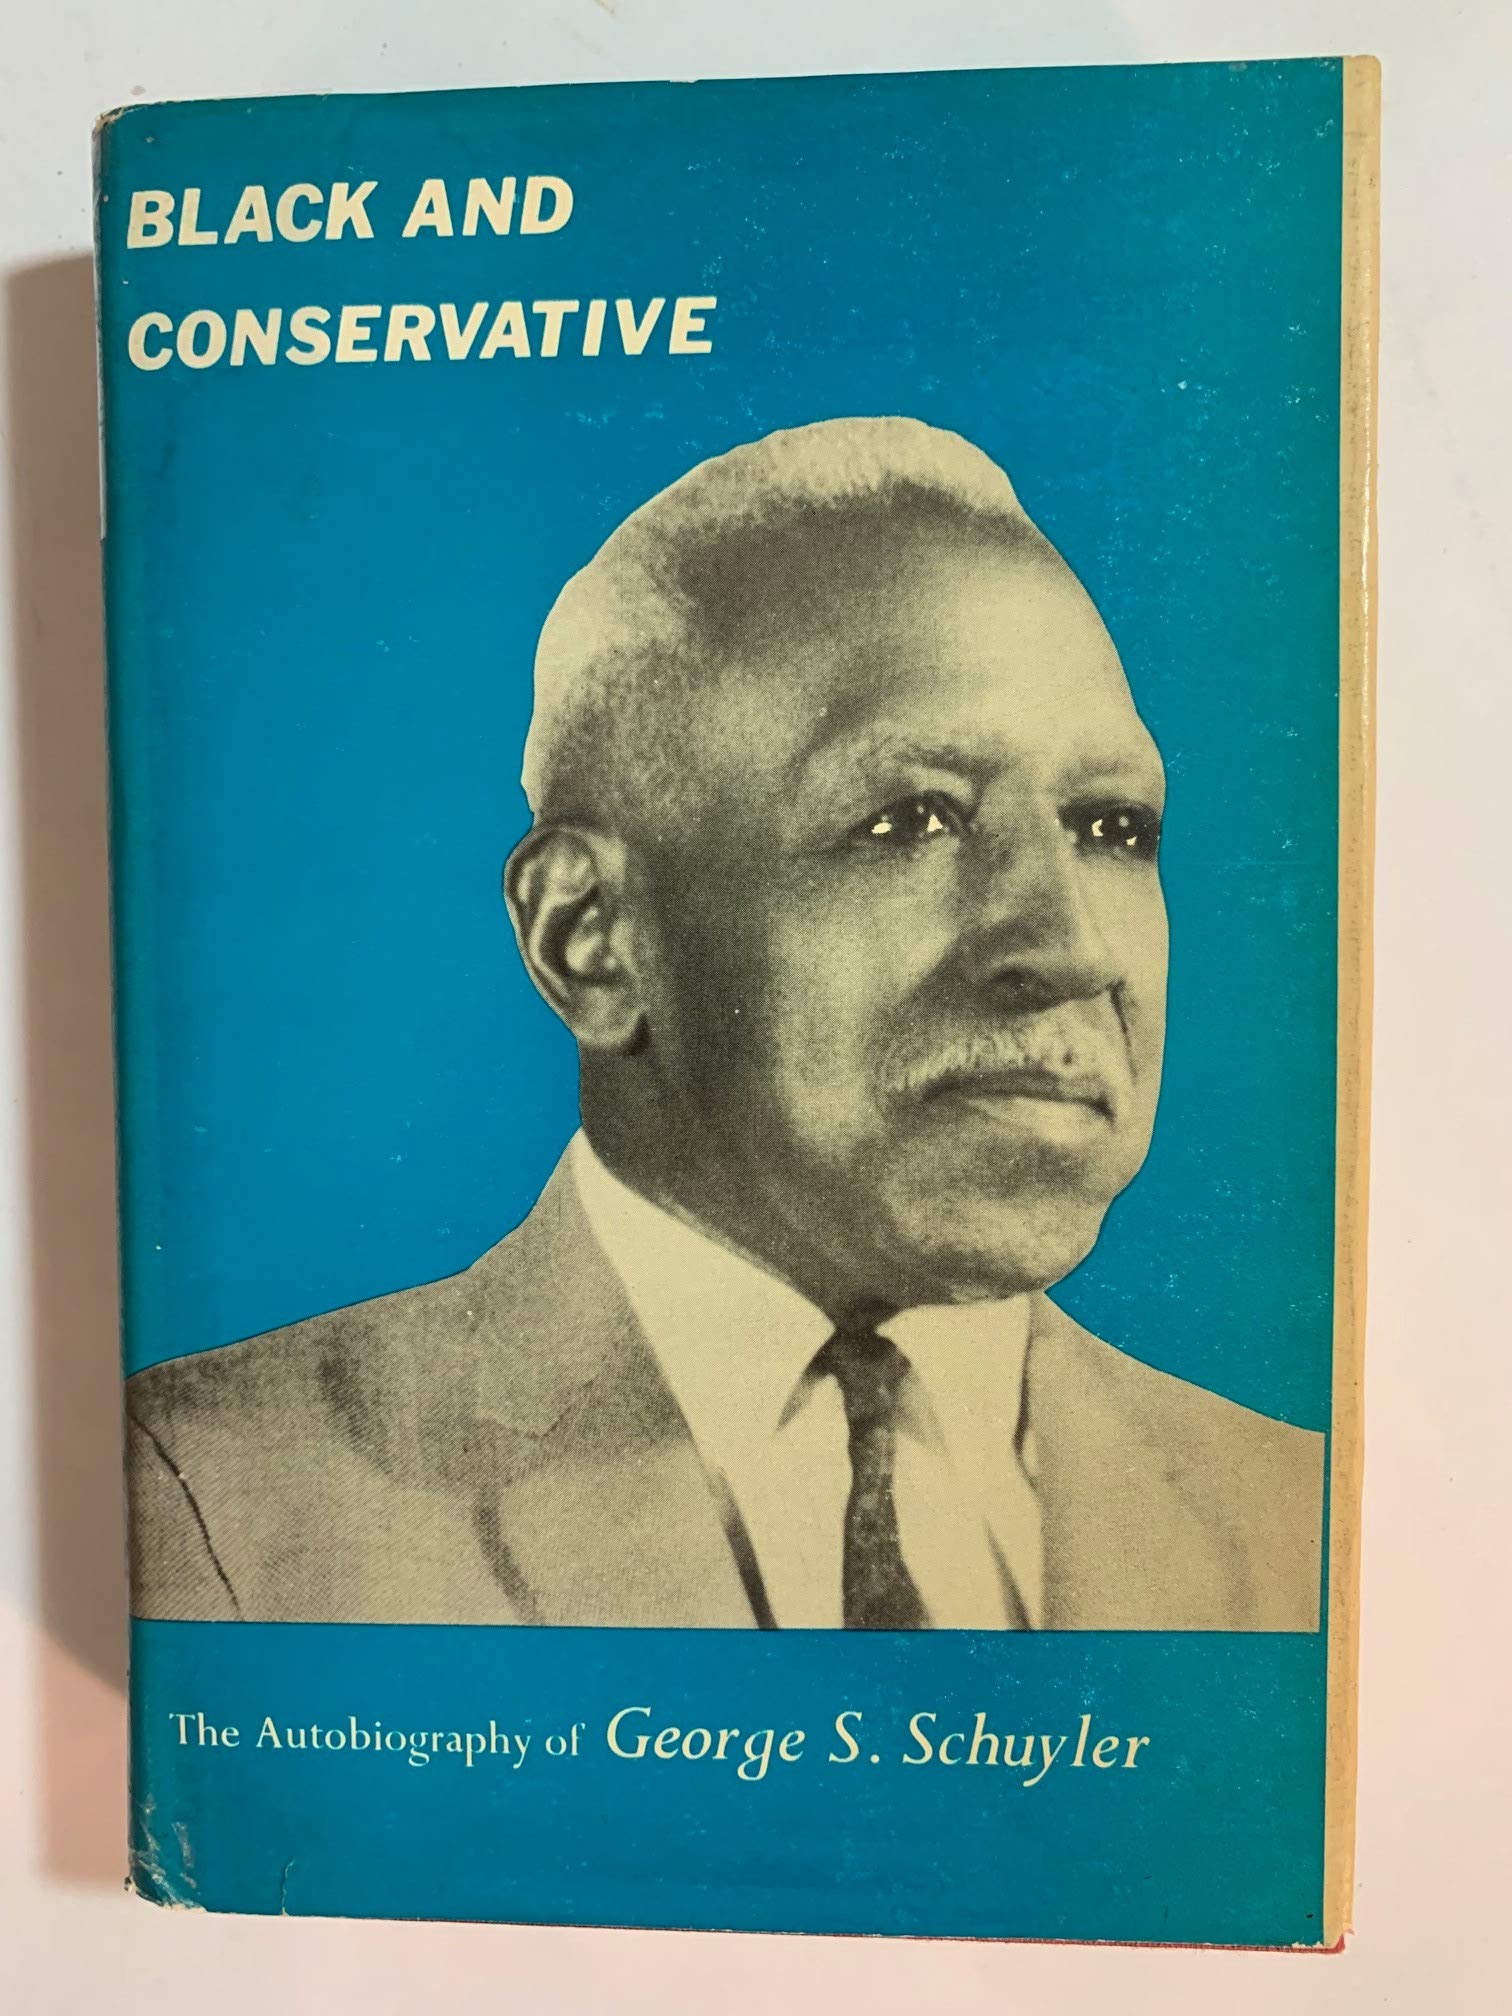 BLACK AND
CONSERVATIVE
The Autobiography of George S. Schuyler